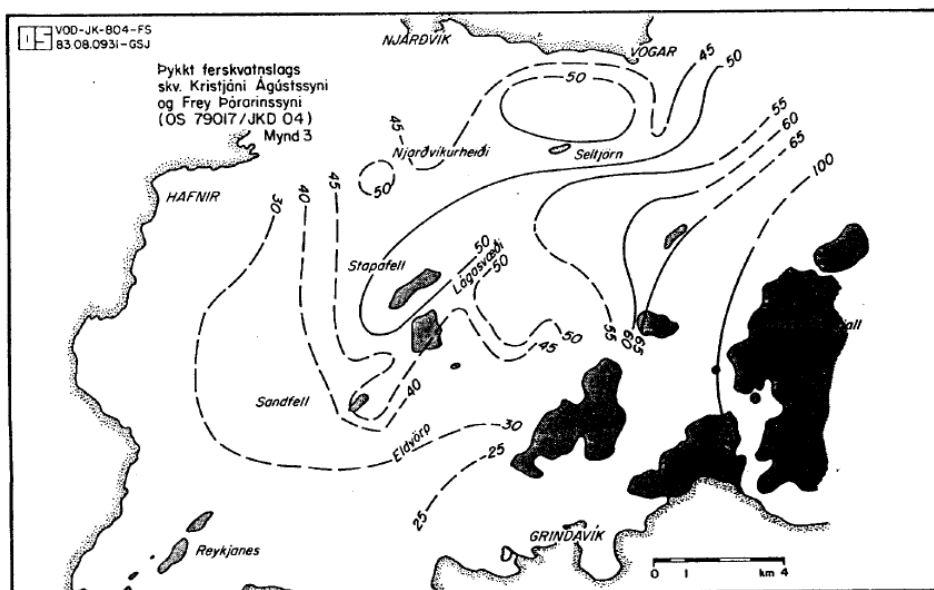 OS
VOD-JK-804-FS
83.08.0931-GSJ
Þykkt ferskvatnslags
skv. Kristjáni Ágústssyni
og Frey Þórarinssyni
(OS 79017/JKD 04)
Mynd 3
NJARÐVÍK
VOGAR
45
50
50
55
60
65
100
45
Njarðvíkurheiði
Seltjörn
50
HAFNIR
30
40
45
Stapafell
50
Lágasvæði
50
50
45
55
60
65
Sandfell
40
Eldvörp
30
25
25
GRINDAVÍK
Reykjanes
0 1 km 4